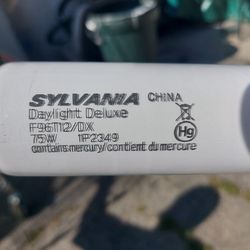 SYLVANIA CHINA
Daylight Deluxe
F96T12/DX
75W 1P2349
contains mercury/contient du mercure
Hg